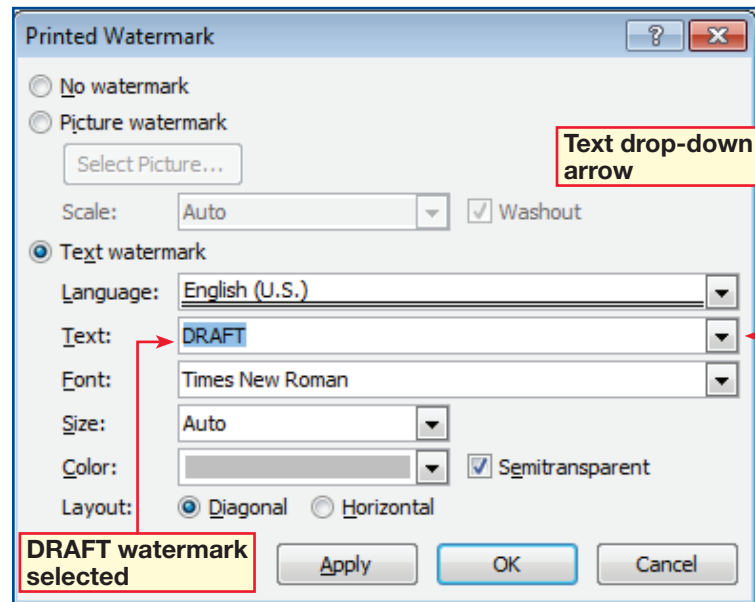 Printed Watermark
No watermark
Picture watermark
Text drop-down
arrow
Select Picture...
Scale: Auto Washout
Text watermark
Language: English (U.S.)
Text: DRAFT
Font: Times New Roman
Size: Auto
Color: Semitransparent
Layout: Diagonal Horizontal
DRAFT watermark
selected
Apply OK Cancel